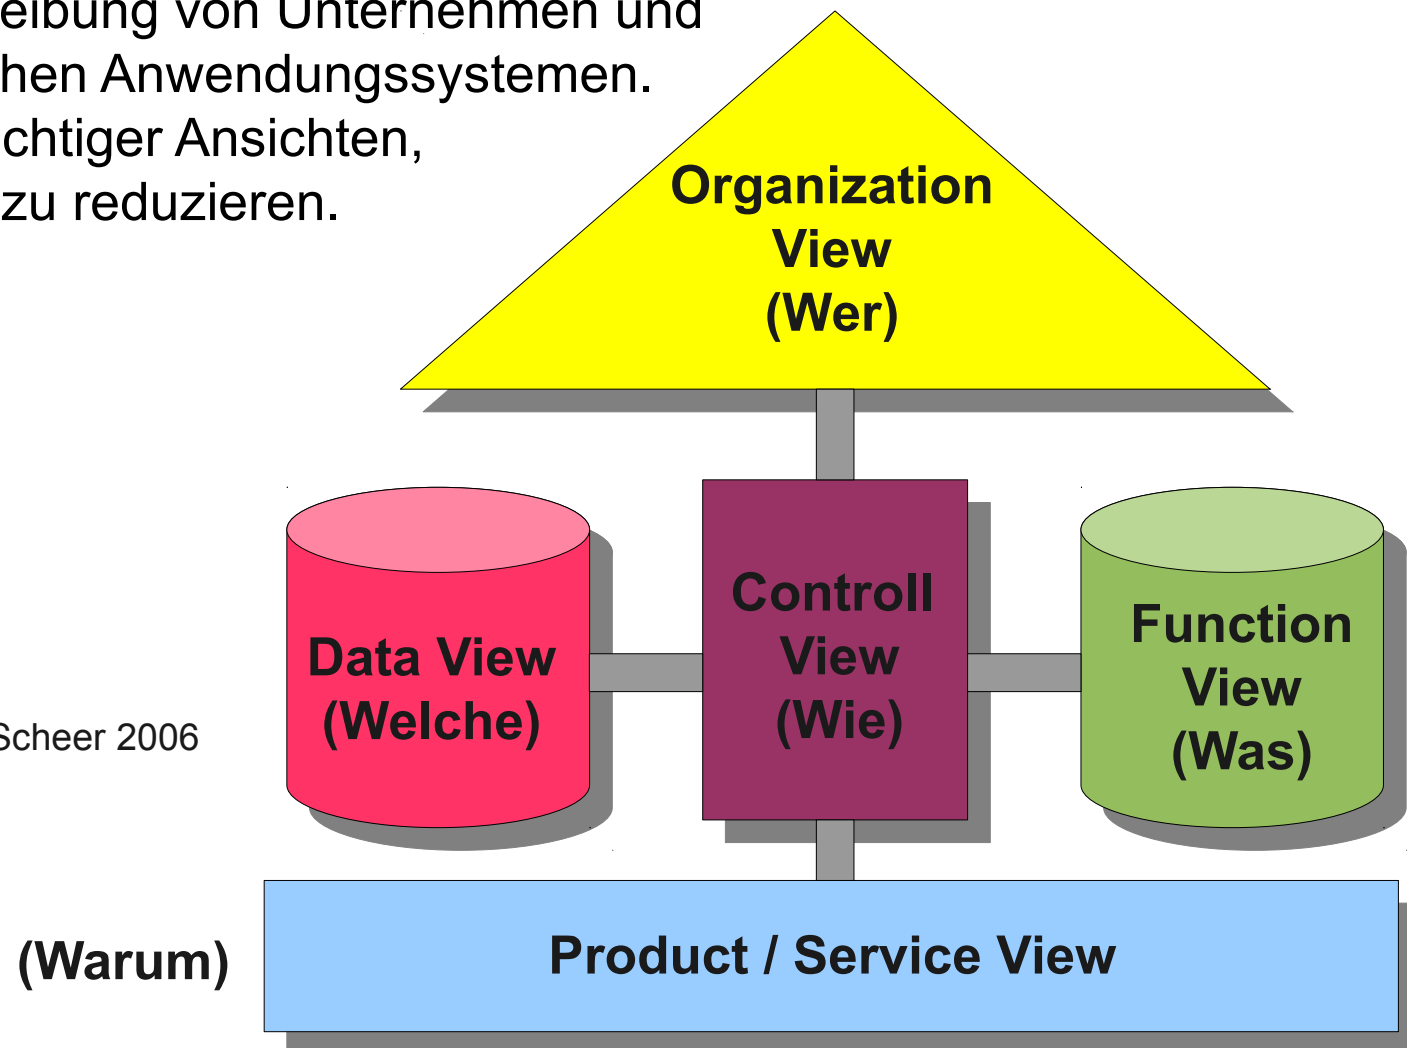 eibung von Unternehmen und
hen Anwendungssystemen.
chtiger Ansichten,
zu reduzieren.
Organization
View
(Wer)
Data View
(Welche)
Controll
View
(Wie)
Function
View
(Was)
Scheer 2006
(Warum)
Product / Service View